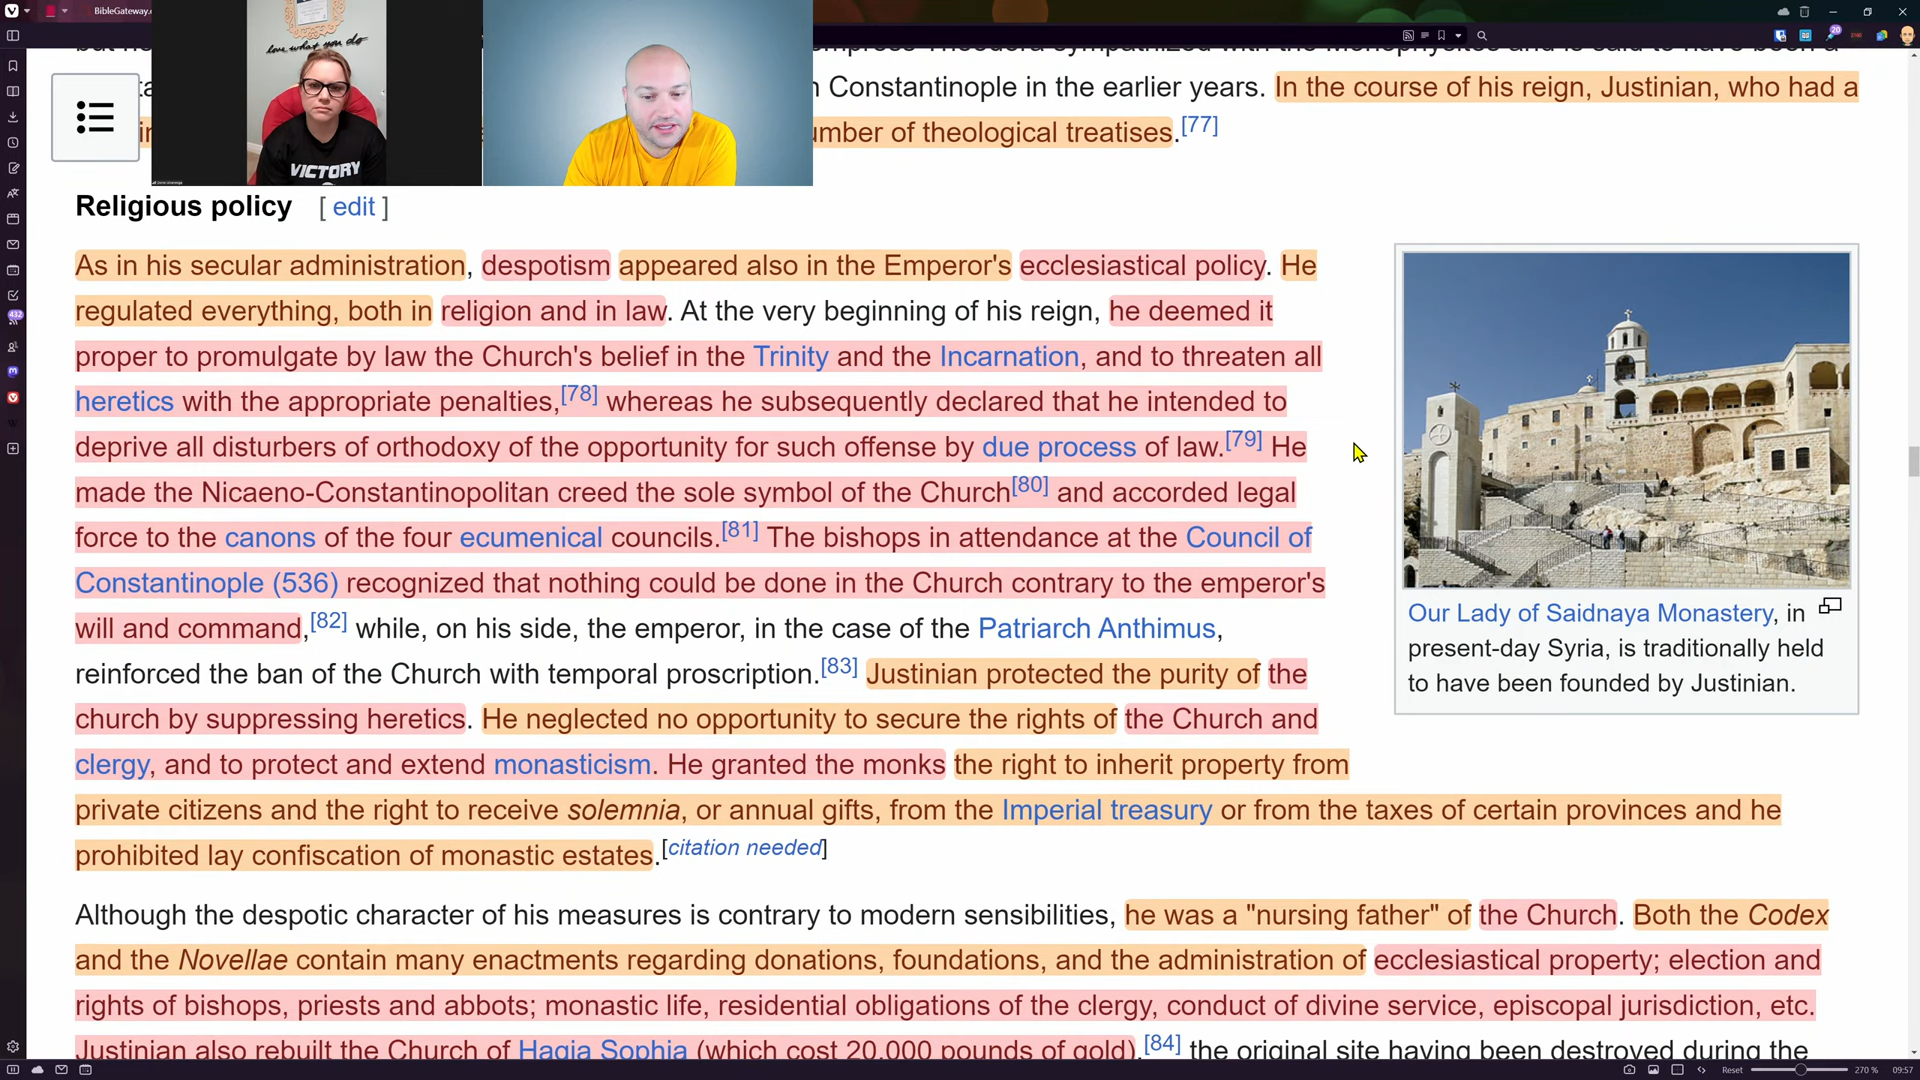 BibleGateway.
love what you do
VICTORY
20
432
n Constantinople in the earlier years. In the course of his reign, Justinian, who had a
umber of theological treatises.[77]
Religious policy [ edit ]
As in his secular administration, despotism appeared also in the Emperor's ecclesiastical policy. He
regulated everything, both in religion and in law. At the very beginning of his reign, he deemed it
proper to promulgate by law the Church's belief in the Trinity and the Incarnation, and to threaten all
heretics with the appropriate penalties,[78] whereas he subsequently declared that he intended to
deprive all disturbers of orthodoxy of the opportunity for such offense by due process of law.[79] He
made the Nicaeno-Constantinopolitan creed the sole symbol of the Church[80] and accorded legal
force to the canons of the four ecumenical councils.[81] The bishops in attendance at the Council of
Constantinople (536) recognized that nothing could be done in the Church contrary to the emperor's
will and command,[82] while, on his side, the emperor, in the case of the Patriarch Anthimus,
reinforced the ban of the Church with temporal proscription.[83] Justinian protected the purity of the
church by suppressing heretics. He neglected no opportunity to secure the rights of the Church and
clergy, and to protect and extend monasticism. He granted the monks the right to inherit property from
private citizens and the right to receive solemnia, or annual gifts, from the Imperial treasury or from the taxes of certain provinces and he
prohibited lay confiscation of monastic estates.[citation needed]
Our Lady of Saidnaya Monastery, in
present-day Syria, is traditionally held
to have been founded by Justinian.
Although the despotic character of his measures is contrary to modern sensibilities, he was a "nursing father" of the Church. Both the Codex
and the Novellae contain many enactments regarding donations, foundations, and the administration of ecclesiastical property; election and
rights of bishops, priests and abbots; monastic life, residential obligations of the clergy, conduct of divine service, episcopal jurisdiction, etc.
Justinian also rebuilt the Church of Hagia Sophia (which cost 20,000 pounds of gold),[84] the original site having been destroyed during the
Reset 270 % 09:57